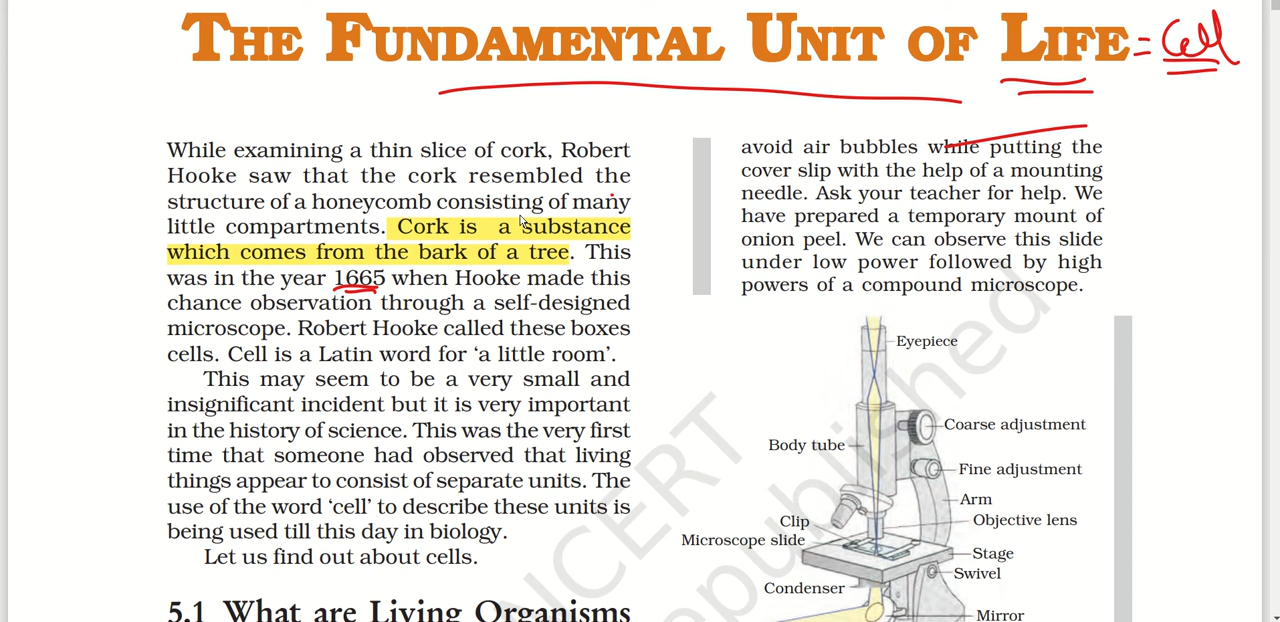 THE FUNDAMENTAL UNIT OF LIFE = Cell
While examining a thin slice of cork, Robert
Hooke saw that the cork resembled the
structure of a honeycomb consisting of many
little compartments. Cork is a substance
which comes from the bark of a tree. This
was in the year 1665 when Hooke made this
chance observation through a self-designed
microscope. Robert Hooke called these boxes
cells. Cell is a Latin word for ‘a little room’.
This may seem to be a very small and
insignificant incident but it is very important
in the history of science. This was the very first
time that someone had observed that living
things appear to consist of separate units. The
use of the word ‘cell’ to describe these units is
being used till this day in biology.
Let us find out about cells.
5.1 What are Living Organisms
avoid air bubbles while putting the
cover slip with the help of a mounting
needle. Ask your teacher for help. We
have prepared a temporary mount of
onion peel. We can observe this slide
under low power followed by high
powers of a compound microscope.
Eyepiece
Coarse adjustment
Body tube
Fine adjustment
Arm
Objective lens
Clip
Microscope slide
Stage
Swivel
Condenser
Mirror
NCERT
republished